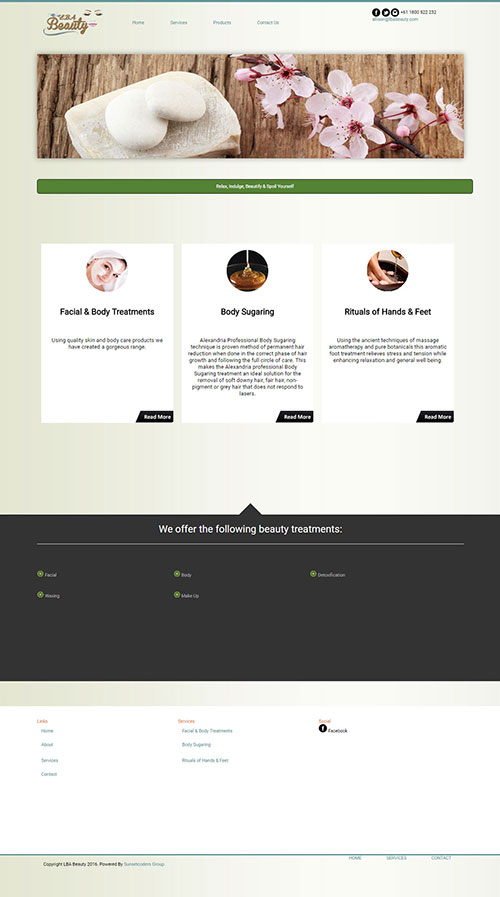 LBA
Beauty
Home
Services
Products
Contact Us
+61 1800 522 232
Relax, Indulge, Beautify & Spoil Yourself
Facial & Body Treatments
Using quality skin and body care products we
have created a gorgeous range.
Read More
Body Sugaring
Alexandria Professional Body Sugaring
technique is proven method of permanent hair
reduction when done in the correct phase of hair
growth and following the full circle of care. This
makes the Alexandria professional Body
Sugaring treatment an ideal solution for the
removal of soft downy hair, fair hair, non-
pigment or grey hair that does not respond to
lasers.
Read More
Rituals of Hands & Feet
Using the ancient techniques of massage
aromatherapy and pure botanicals this aromatic
foot treatment relieves stress and tension while
enhancing relaxation and general well being.
Read More
We offer the following beauty treatments:
Facial
Body
Detoxification
Waxing
Make Up
Links
Home
About
Services
Contact
Services
Facial & Body Treatments
Body Sugaring
Rituals of Hands & Feet
Social
Facebook
Copyright LBA Beauty 2016. Powered By Sunsetcustms Group
HOME
SERVICES
CONTACT